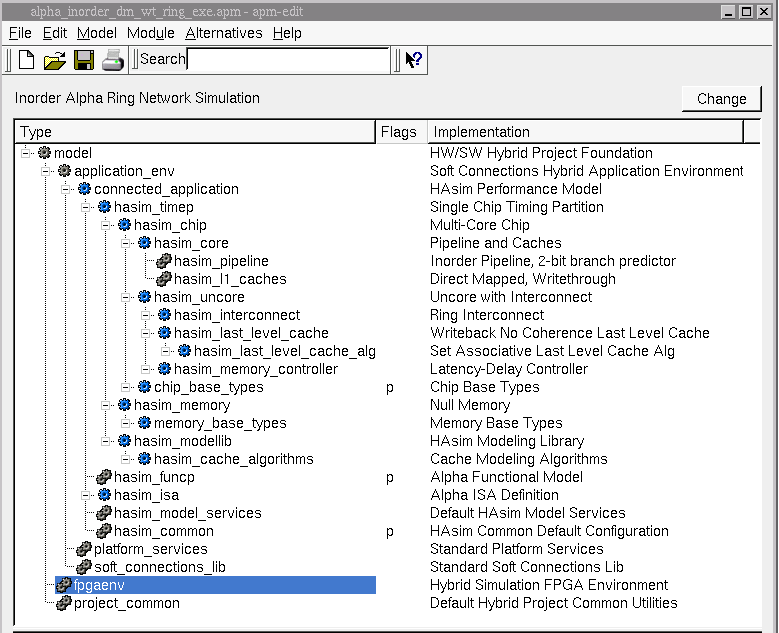 alpha_inorder_dm_wt_ring_exe.apm - apm-edit
File Edit Model Module Alternatives Help
Search
Inorder Alpha Ring Network Simulation
Change
Type Flags Implementation
model HW/SW Hybrid Project Foundation
application_env Soft Connections Hybrid Application Environment
connected_application HAsim Performance Model
hasim_timep Single Chip Timing Partition
hasim_chip Multi-Core Chip
hasim_core Pipeline and Caches
hasim_pipeline Inorder Pipeline, 2-bit branch predictor
hasim_l1_caches Direct Mapped, Writethrough
hasim_uncore Uncore with Interconnect
hasim_interconnect Ring Interconnect
hasim_last_level_cache Writeback No Coherence Last Level Cache
hasim_last_level_cache_alg Set Associative Last Level Cache Alg
hasim_memory_controller Latency-Delay Controller
chip_base_types p Chip Base Types
hasim_memory Null Memory
memory_base_types Memory Base Types
hasim_modellib HAsim Modeling Library
hasim_cache_algorithms Cache Modeling Algorithms
hasim_funcp p Alpha Functional Model
hasim_isa Alpha ISA Definition
hasim_model_services Default HAsim Model Services
hasim_common p HAsim Common Default Configuration
platform_services Standard Platform Services
soft_connections_lib Standard Soft Connections Lib
fpgaenv Hybrid Simulation FPGA Environment
project_common Default Hybrid Project Common Utilities